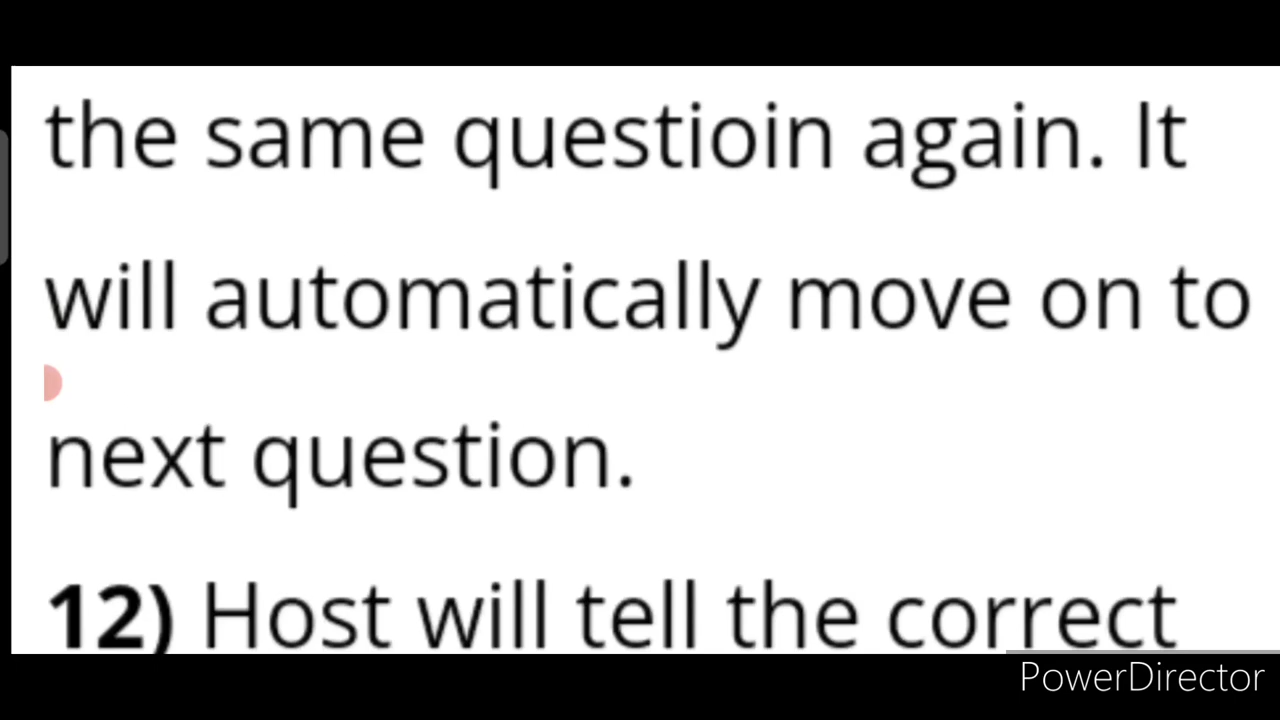 the same questioin again. It
will automatically move on to
next question.
12) Host will tell the correct
PowerDirector